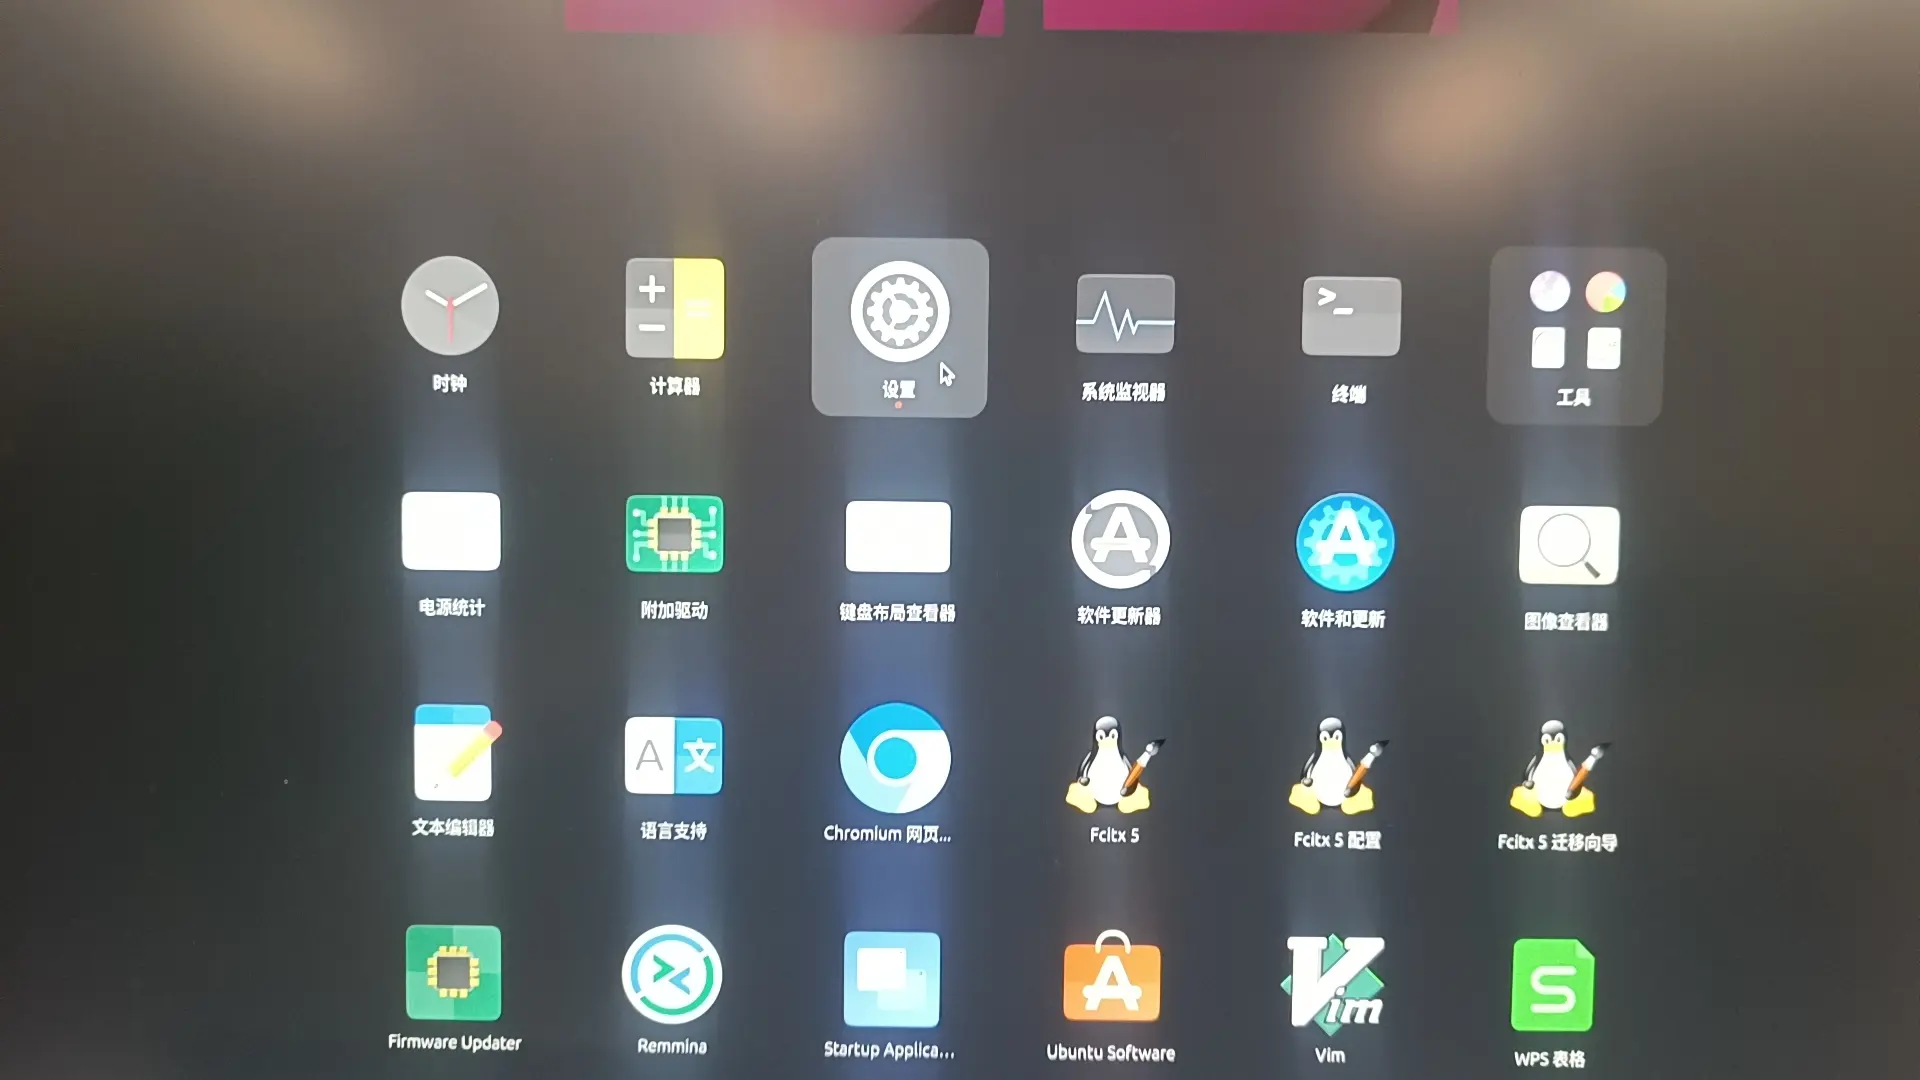 时钟
计算器
设置
系统监视器
终端
工具
电源统计
附加驱动
键盘布局查看器
软件更新器
软件和更新
图像查看器
文本编辑器
语言支持
Chromium 网页...
Fcitx 5
Fcitx 5 配置
Fcitx 5 迁移向导
Firmware Updater
Remmina
Startup Applica...
Ubuntu Software
Vim
WPS 表格